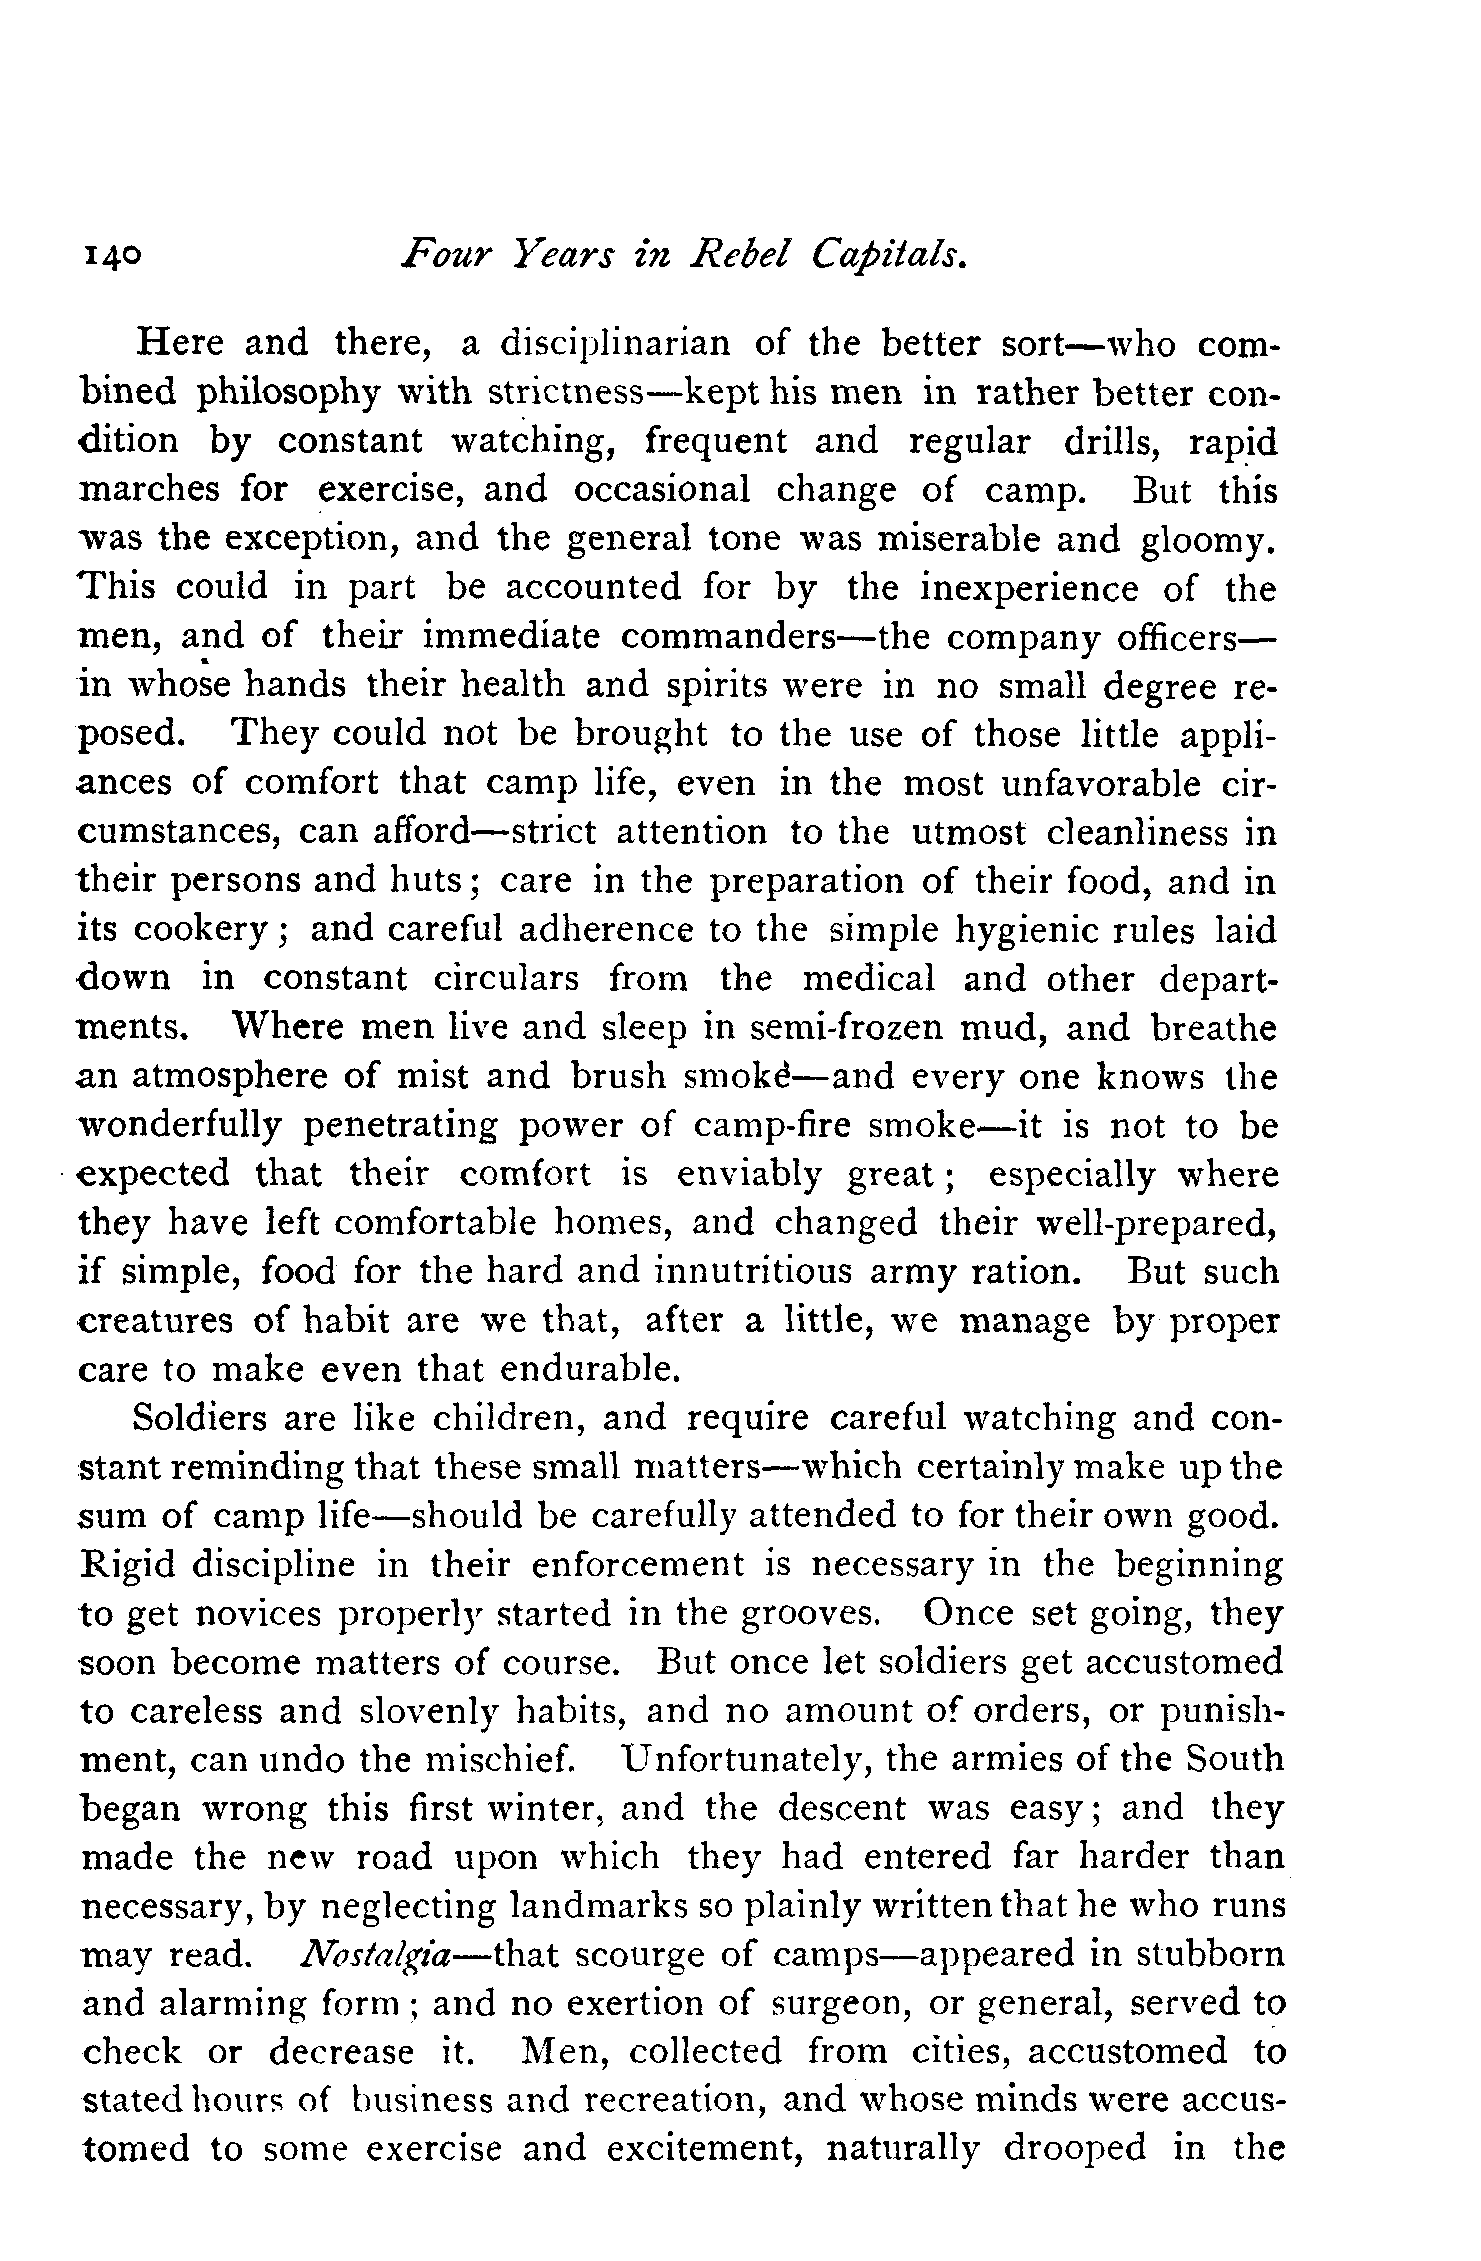 140 Four Years in Rebel Capitals.
Here and there, a disciplinarian of the better sort—who com-
bined philosophy with strictness—kept his men in rather better con-
dition by constant watching, frequent and regular drills, rapid
marches for exercise, and occasional change of camp. But this
was the exception, and the general tone was miserable and gloomy.
This could in part be accounted for by the inexperience of the
men, and of their immediate commanders—the company officers—
in whose hands their health and spirits were in no small degree re-
posed. They could not be brought to the use of those little appli-
ances of comfort that camp life, even in the most unfavorable cir-
cumstances, can afford—strict attention to the utmost cleanliness in
their persons and huts; care in the preparation of their food, and in
its cookery; and careful adherence to the simple hygienic rules laid
down in constant circulars from the medical and other depart-
ments. Where men live and sleep in semi-frozen mud, and breathe
an atmosphere of mist and brush smoke—and every one knows the
wonderfully penetrating power of camp-fire smoke—it is not to be
expected that their comfort is enviably great; especially where
they have left comfortable homes, and changed their well-prepared,
if simple, food for the hard and innutritious army ration. But such
creatures of habit are we that, after a little, we manage by proper
care to make even that endurable.
Soldiers are like children, and require careful watching and con-
stant reminding that these small matters—which certainly make up the
sum of camp life—should be carefully attended to for their own good.
Rigid discipline in their enforcement is necessary in the beginning
to get novices properly started in the grooves. Once set going, they
soon become matters of course. But once let soldiers get accustomed
to careless and slovenly habits, and no amount of orders, or punish-
ment, can undo the mischief. Unfortunately, the armies of the South
began wrong this first winter, and the descent was easy; and they
made the new road upon which they had entered far harder than
necessary, by neglecting landmarks so plainly written that he who runs
may read. Nostalgia—that scourge of camps—appeared in stubborn
and alarming form; and no exertion of surgeon, or general, served to
check or decrease it. Men, collected from cities, accustomed to
stated hours of business and recreation, and whose minds were accus-
tomed to some exercise and excitement, naturally drooped in the